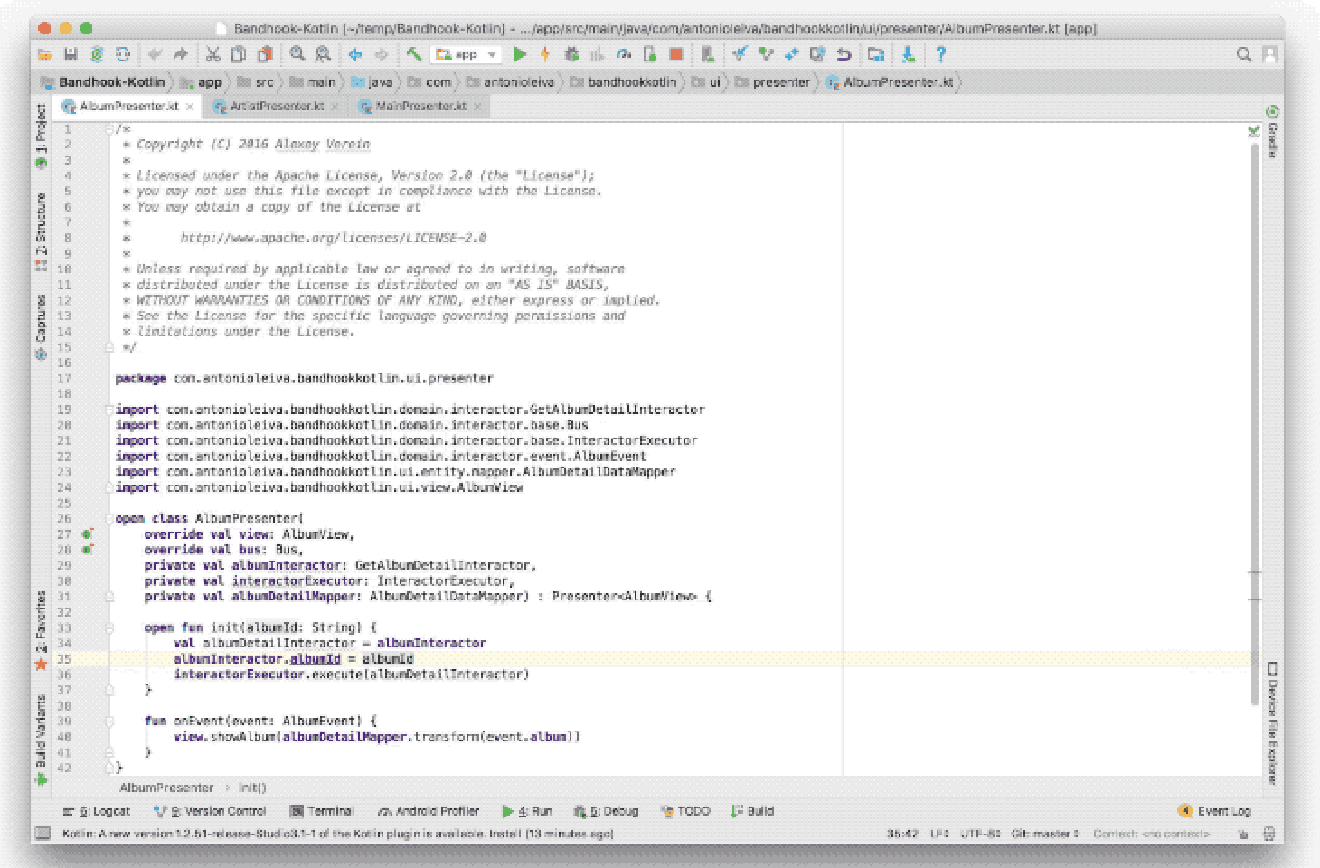 Bandhook-Kotlin [~/temp/Bandhook-Kotlin] - .../app/src/main/java/com/antonioleiva/bandhookkotlin/ui/presenter/AlbumPresenter.kt [app]
app
Bandhook-Kotlin app src main java com antonioleiva bandhookkotlin ui presenter AlbumPresenter.kt
AlbumPresenter.kt × ArtistPresenter.kt × MainPresenter.kt ×
1: Project
Z: Structure
Captures
2: Favorites
Build Variants
Gradle
Device File Explorer
1 /*
2 * Copyright (C) 2016 Alexey Verein
3 *
4 * Licensed under the Apache License, Version 2.0 (the "License");
5 * you may not use this file except in compliance with the License.
6 * You may obtain a copy of the License at
7 *
8 * http://www.apache.org/licenses/LICENSE-2.0
9 *
10 * Unless required by applicable law or agreed to in writing, software
11 * distributed under the License is distributed on an "AS IS" BASIS,
12 * WITHOUT WARRANTIES OR CONDITIONS OF ANY KIND, either express or implied.
13 * See the License for the specific language governing permissions and
14 * limitations under the License.
15 */
16
17 package com.antonioleiva.bandhookkotlin.ui.presenter
18
19 import com.antonioleiva.bandhookkotlin.domain.interactor.GetAlbumDetailInteractor
20 import com.antonioleiva.bandhookkotlin.domain.interactor.base.Bus
21 import com.antonioleiva.bandhookkotlin.domain.interactor.base.InteractorExecutor
22 import com.antonioleiva.bandhookkotlin.domain.interactor.event.AlbumEvent
23 import com.antonioleiva.bandhookkotlin.ui.entity.mapper.AlbumDetailDataMapper
24 import com.antonioleiva.bandhookkotlin.ui.view.AlbumView
25
26 open class AlbumPresenter(
27 override val view: AlbumView,
28 override val bus: Bus,
29 private val albumInteractor: GetAlbumDetailInteractor,
30 private val interactorExecutor: InteractorExecutor,
31 private val albumDetailMapper: AlbumDetailDataMapper) : Presenter<AlbumView> {
32
33 open fun init(albumId: String) {
34 val albumDetailInteractor = albumInteractor
35 albumInteractor.albumId = albumId
36 interactorExecutor.execute(albumDetailInteractor)
37 }
38
39 fun onEvent(event: AlbumEvent) {
40 view.showAlbum(albumDetailMapper.transform(event.album))
41 }
42 }
AlbumPresenter > init()
6: Logcat 9: Version Control Terminal Android Profiler 4: Run 5: Debug TODO Build 4 Event Log
Kotlin: A new version 1.2.51-release-Studio3.1-1 of the Kotlin plugin is available. Install (13 minutes ago) 35:42 LF UTF-8 Git: master Context: <no context>